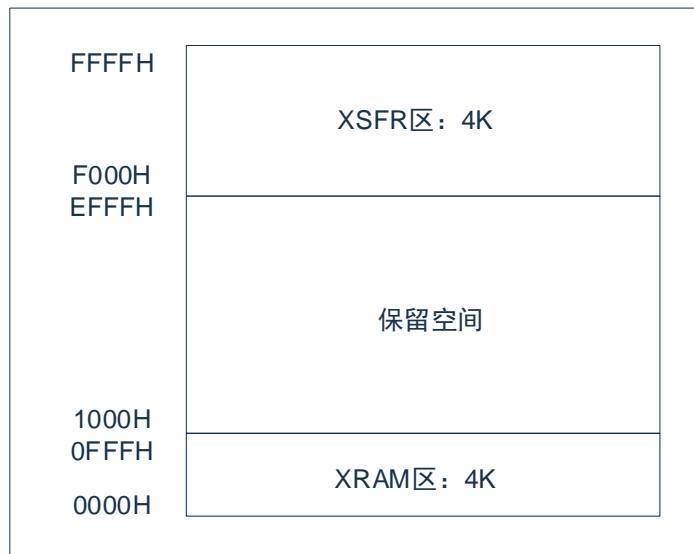 FFFFH
XSFR区：4K
F000H
EFFFH
保留空间
1000H
0FFFH
XRAM区：4K
0000H